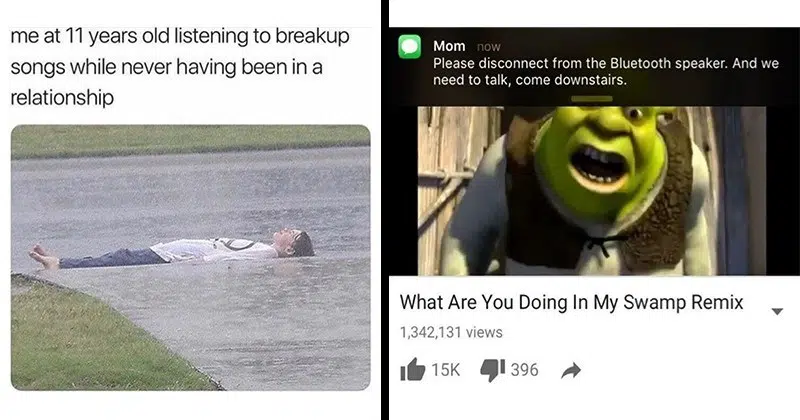 me at 11 years old listening to breakup
songs while never having been in a
relationship
Mom now
Please disconnect from the Bluetooth speaker. And we
need to talk, come downstairs.
What Are You Doing In My Swamp Remix
1,342,131 views
15K 396